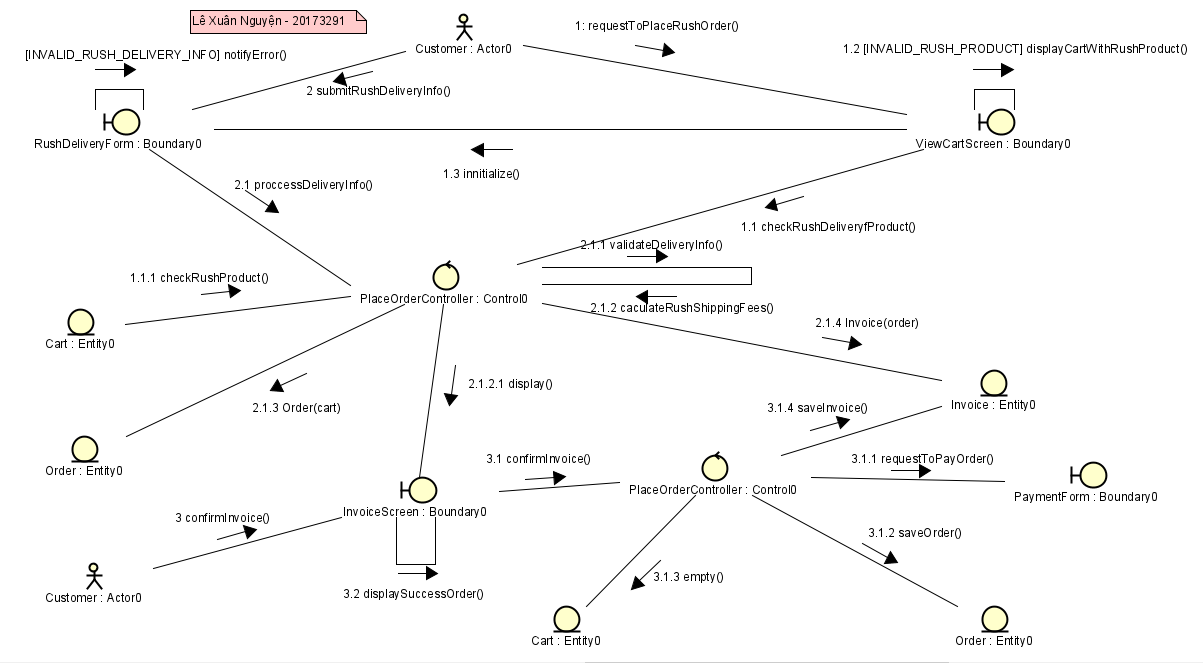 Lê Xuân Nguyện - 20173291
Customer : Actor0
1: requestToPlaceRushOrder()
[INVALID_RUSH_DELIVERY_INFO] notifyError()
1.2 [INVALID_RUSH_PRODUCT] displayCartWithRushProduct()
2 submitRushDeliveryInfo()
RushDeliveryForm : Boundary0
ViewCartScreen : Boundary0
1.3 innitialize()
2.1 proccessDeliveryInfo()
1.1 checkRushDeliveryfProduct()
2.1.1 validateDeliveryInfo()
1.1.1 checkRushProduct()
PlaceOrderController : Control0
2.1.2 caculateRushShippingFees()
2.1.4 Invoice(order)
Cart : Entity0
2.1.3 Order(cart)
2.1.2.1 display()
Invoice : Entity0
3.1.4 saveInvoice()
Order : Entity0
3.1 confirmInvoice()
3.1.1 requestToPayOrder()
PlaceOrderController : Control0
PaymentForm : Boundary0
InvoiceScreen : Boundary0
3 confirmInvoice()
3.1.2 saveOrder()
3.1.3 empty()
Customer : Actor0
3.2 displaySuccessOrder()
Cart : Entity0
Order : Entity0